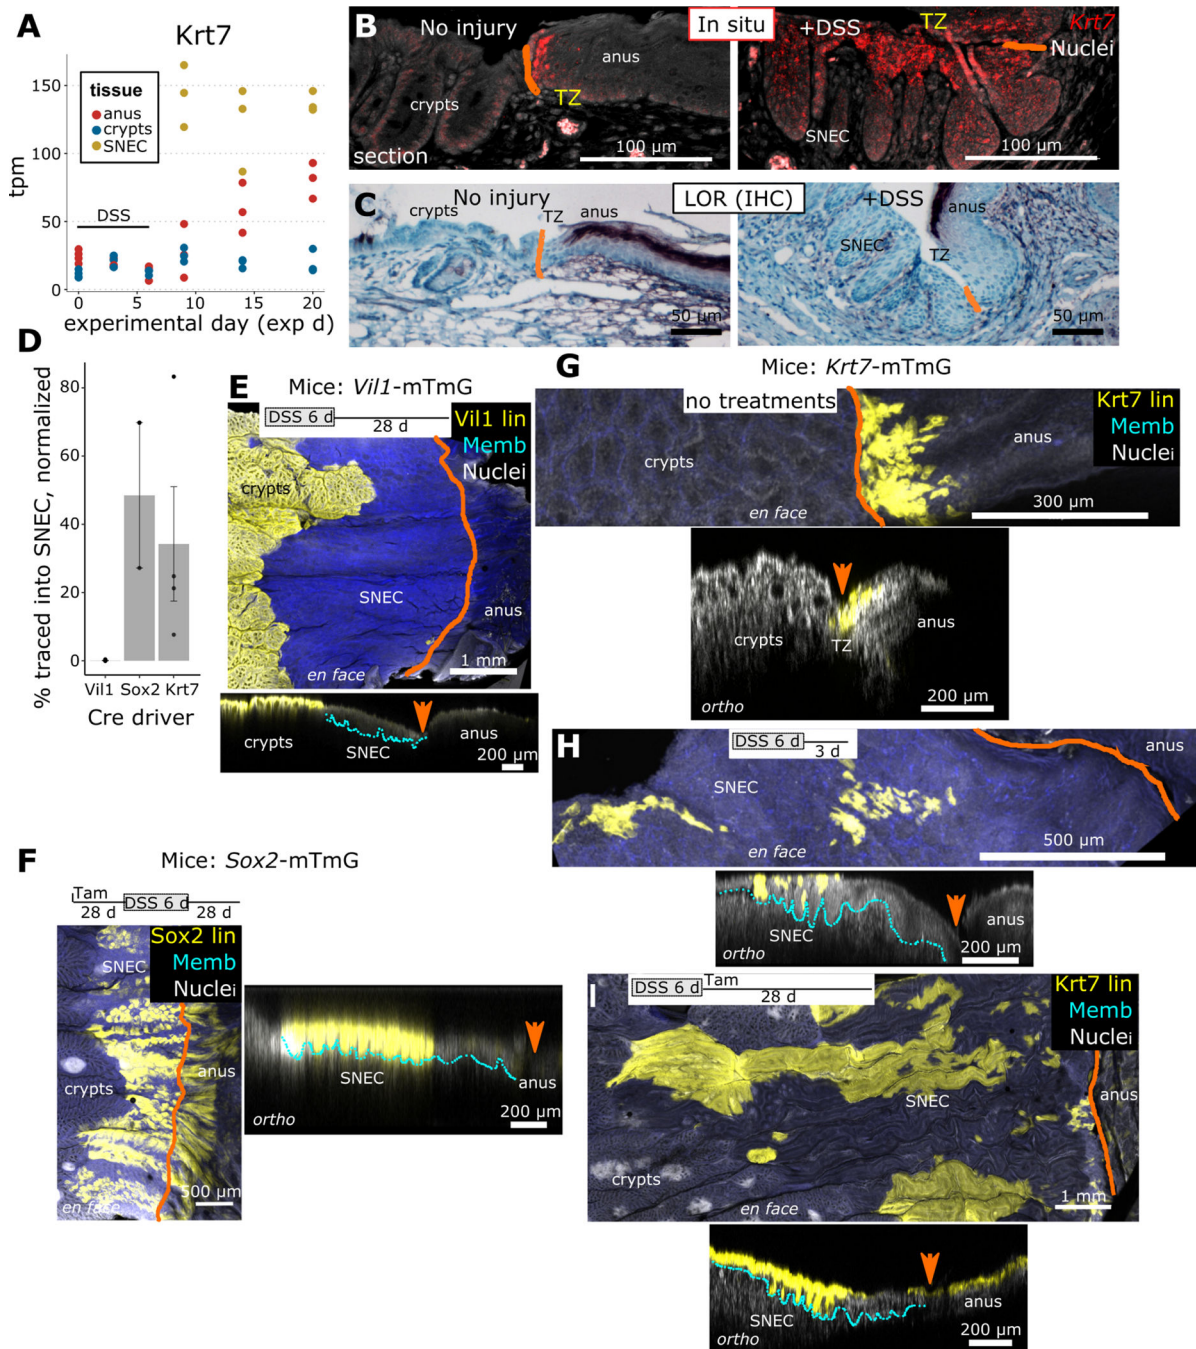 A
Krt7
tissue
anus
crypts
SNEC
tpm
150
100
50
0
DSS
0
5
10
15
20
experimental day (exp d)
B
No injury
In situ
TZ
anus
crypts
section
100 µm
+DSS
TZ
Krt7
Nuclei
SNEC
100 µm
C
No injury
LOR (IHC)
crypts
TZ
anus
50 µm
+DSS
anus
SNEC
TZ
50 µm
D
% traced into SNEC, normalized
80
60
40
20
0
Vil1 Sox2 Krt7
Cre driver
E
Mice: Vil1-mTmG
DSS 6 d
28 d
Vil1 lin
Memb
Nuclei
crypts
SNEC
anus
en face
1 mm
crypts
SNEC
anus
200 µm
F
Mice: Sox2-mTmG
Tam
28 d
DSS 6 d
28 d
Sox2 lin
Memb
Nuclei
SNEC
crypts
anus
en face
500 µm
SNEC
anus
ortho
200 µm
G
Mice: Krt7-mTmG
no treatments
Krt7 lin
Memb
Nuclei
crypts
anus
en face
300 µm
crypts
TZ
anus
ortho
200 µm
H
DSS 6 d
3 d
anus
SNEC
en face
500 µm
SNEC
anus
ortho
200 µm
I
DSS 6 d
Tam
28 d
Krt7 lin
Memb
Nuclei
SNEC
anus
crypts
en face
1 mm
SNEC
anus
ortho
200 µm